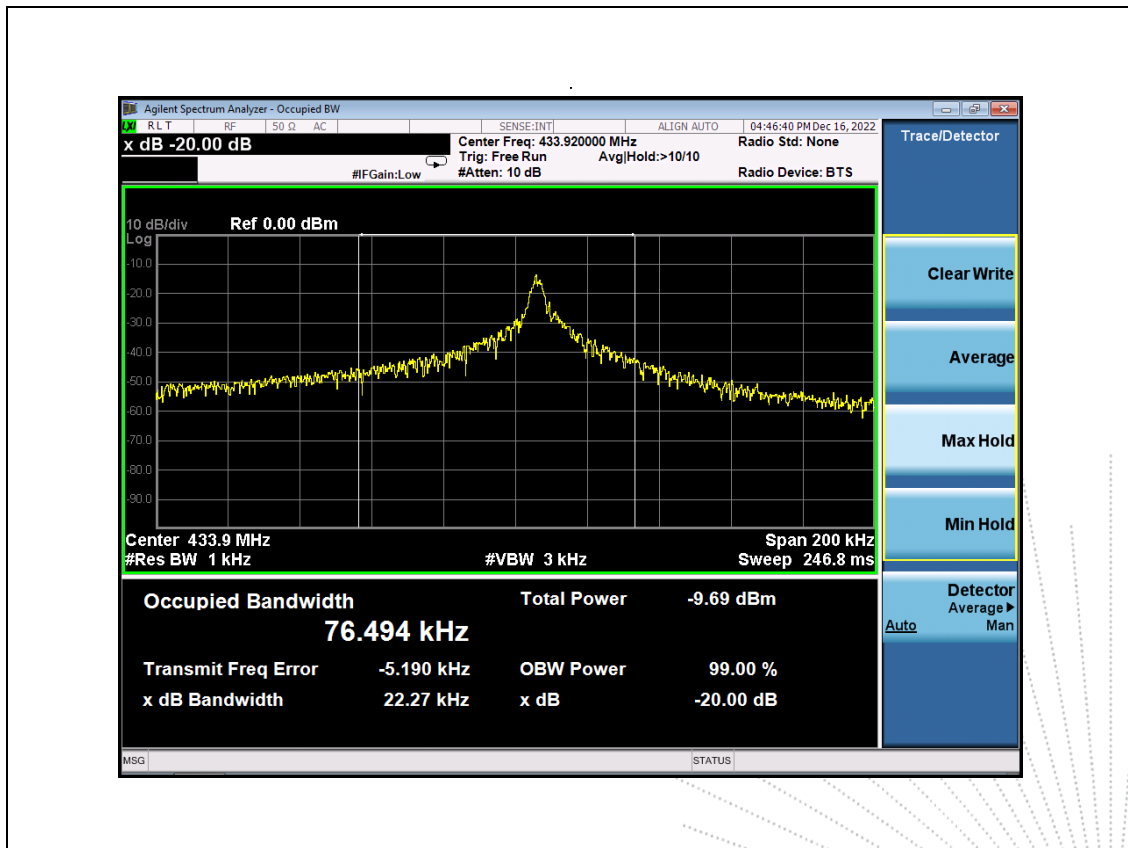 Agilent Spectrum Analyzer - Occupied BW
LXI RLT RF 50 Ω AC SENSE:INT ALIGN AUTO 04:46:40 PM Dec 16, 2022
x dB -20.00 dB
Center Freq: 433.920000 MHz
Radio Std: None
Trig: Free Run Avg|Hold:>10/10
#IFGain:Low #Atten: 10 dB Radio Device: BTS
10 dB/div Ref 0.00 dBm
Log
-10.0
-20.0
-30.0
-40.0
-50.0
-60.0
-70.0
-80.0
-90.0
Center 433.9 MHz Span 200 kHz
#Res BW 1 kHz #VBW 3 kHz Sweep 246.8 ms
Occupied Bandwidth Total Power -9.69 dBm
76.494 kHz
Transmit Freq Error -5.190 kHz OBW Power 99.00 %
x dB Bandwidth 22.27 kHz x dB -20.00 dB
MSG STATUS
Trace/Detector
Clear Write
Average
Max Hold
Min Hold
Detector
Average▶
Auto Man